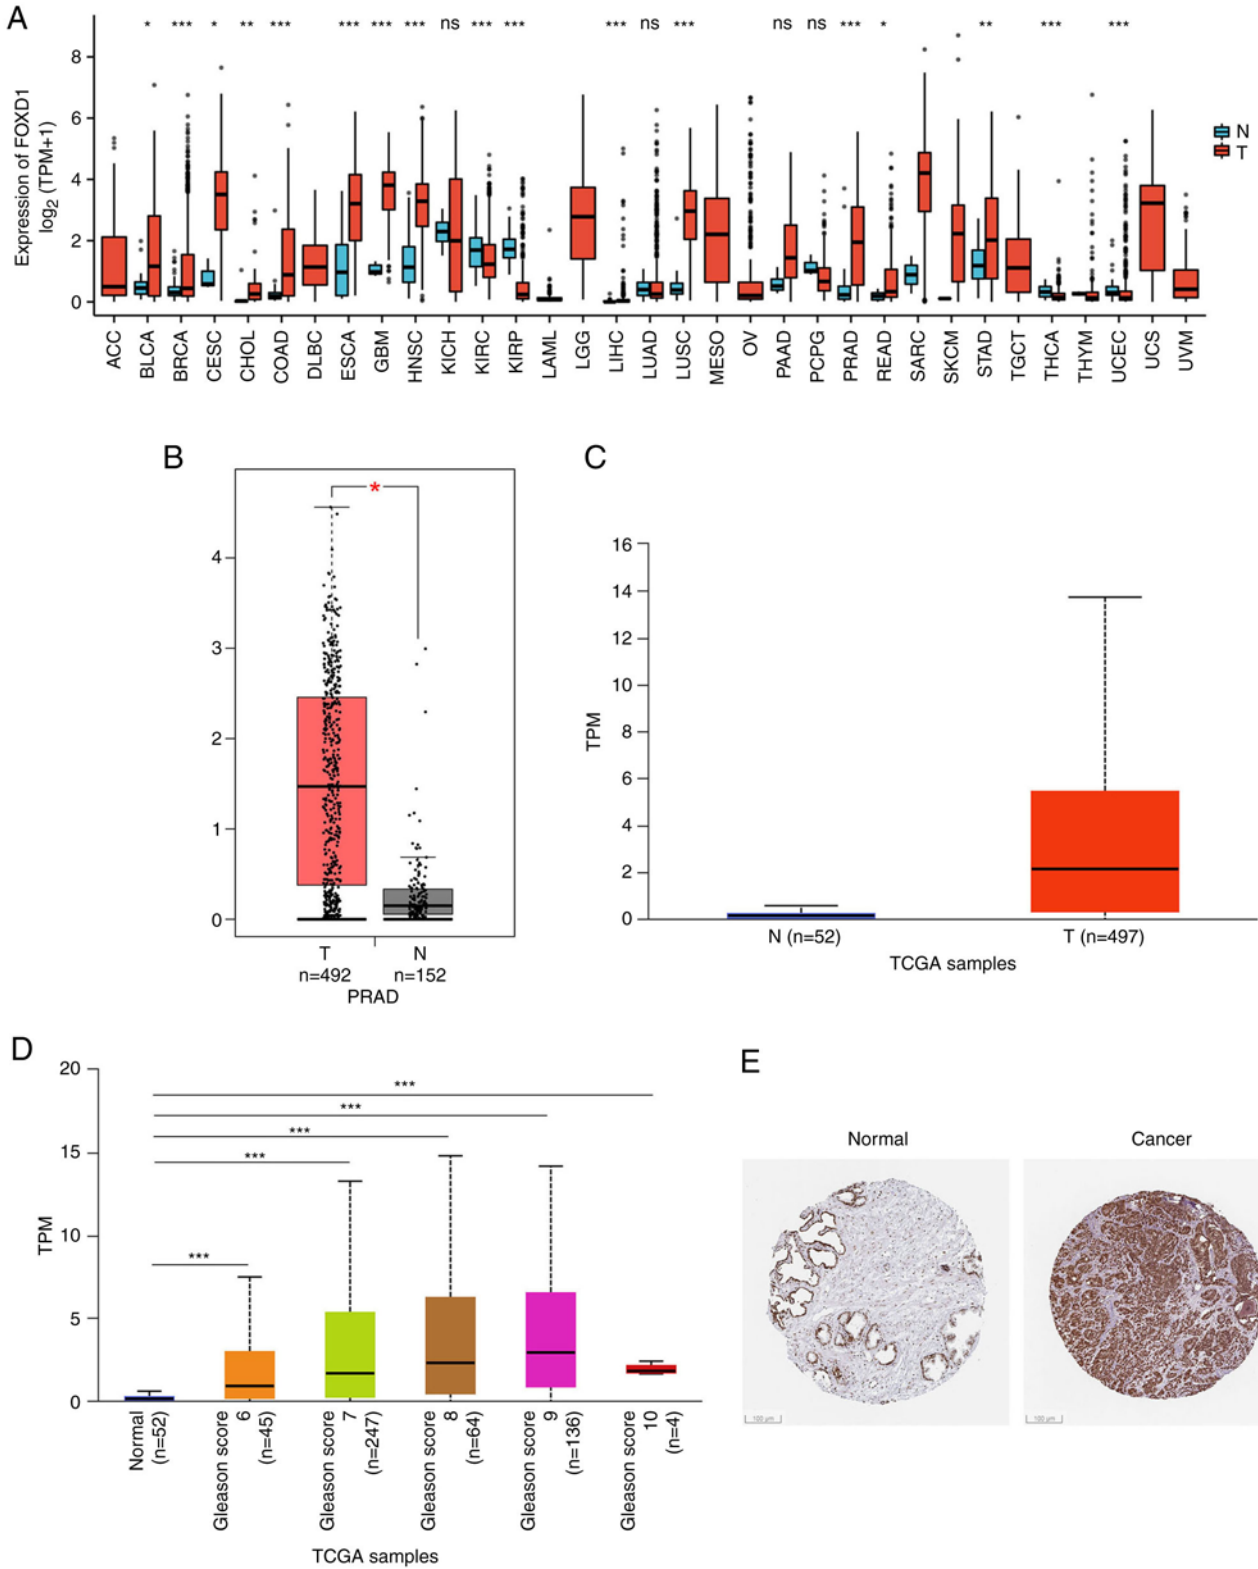 A
* *** * ** *** *** *** *** ns *** *** *** ns *** ns ns *** * ** *** ***
Expression of FOXD1
log2 (TPM+1)
8
6
4
2
0
N
T
ACC BLCA BRCA CESC CHOL COAD DLBC ESCA GBM HNSC KICH KIRC KIRP LAML LGG LIHC LUAD LUSC MESO OV PAAD PCPG PRAD READ SARC SKCM STAD TGCT THCA THYM UCEC UCS UVM
B
*
4
3
2
1
0
T N
n=492 n=152
PRAD
C
TPM
16
14
12
10
8
6
4
2
0
N (n=52) T (n=497)
TCGA samples
D
TPM
20
15
10
5
0
***
***
***
***
***
Normal
(n=52)
Gleason score
6
(n=45)
Gleason score
7
(n=247)
Gleason score
8
(n=64)
Gleason score
9
(n=136)
Gleason score
10
(n=4)
TCGA samples
E
Normal Cancer
100 µm 100 µm